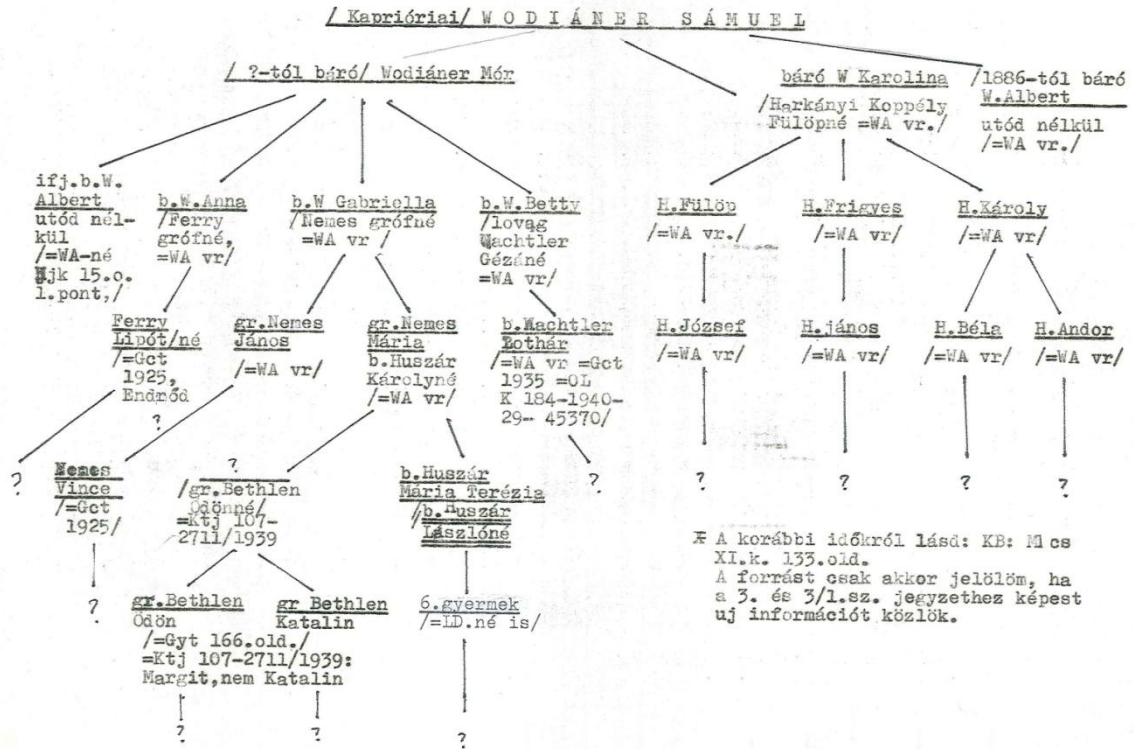 / Kaprióriai/ W O D I Á N E R   S Á M U E L
/ ?-tól báró/ Wodiáner Mór
báró W Karolina
/Harkányi Koppély
Fülöpné =WA vr./
/1886-tól báró
W.Albert
utód nélkül
/=WA vr./
ifj.b.W.
Albert
utód nél-
kül
/=WA-né
Hjk 15.o.
1.pont,/
b.W.Anna
/Ferry
grófné,
=WA vr/
b.W Gabriella
/Nemes grófné
=WA vr /
b.W.Betty
/lovag
Wachtler
Gézáné
=WA vr/
H.Fülöp
/=WA vr./
H.Frigyes
/=WA vr/
H.Károly
/=WA vr/
Ferry
Lipót/né
/=Gct
1925,
Endrőd
?
gr.Nemes
János
/=WA vr/
gr.Nemes
Mária
b.Huszár
Károlyné
/=WA vr/
b.Wachtler
Lothár
/=WA vr =Gct
1935 =OL
K 184-1940-
29- 45370/
H.József
/=WA vr/
H.jános
/=WA vr/
H.Béla
/=WA vr/
H.Andor
/=WA vr/
?
Nemes
Vince
/=Gct
1925/
?
/gr.Bethlen
Ödönné/
=Ktj 107-
2711/1939
b.Huszár
Mária Terézia
/b.Huszár
Lászlóné
?
?
?
?
?
?
gr.Bethlen
Ödön
gr Bethlen
Katalin
/=Gyt 166.old./
=Ktj 107-2711/1939:
Margit,nem Katalin
6.gyermek
/=LD.né is/
A korábbi időkről lásd: KB: M cs
XI.k. 133.old.
A forrást csak akkor jelölöm, ha
a 3. és 3/1.sz. jegyzethez képest
uj információt közlök.
?
?
?